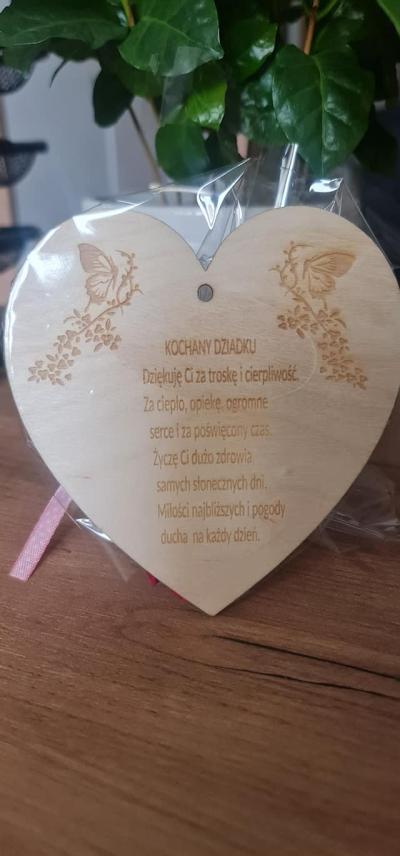 KOCHANY DZIADKU
Dziękuję Ci za troskę i cierpliwość.
Za ciepło, opiekę, ogromne
serce i za poświęcony czas.
Życzę Ci dużo zdrowia
samych słonecznych dni,
Miłości najbliższych i pogody
ducha na każdy dzień.